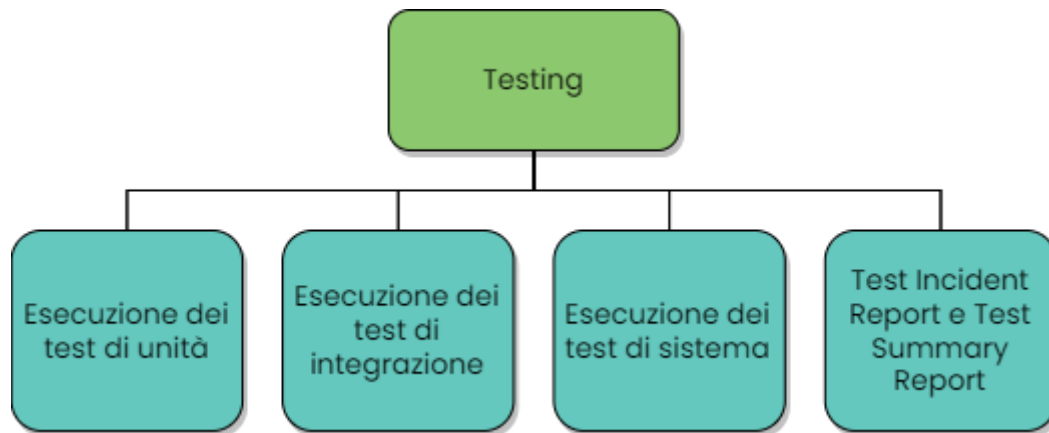 Testing
Esecuzione dei
test di unità
Esecuzione dei
test di
integrazione
Esecuzione dei
test di sistema
Test Incident
Report e Test
Summary
Report